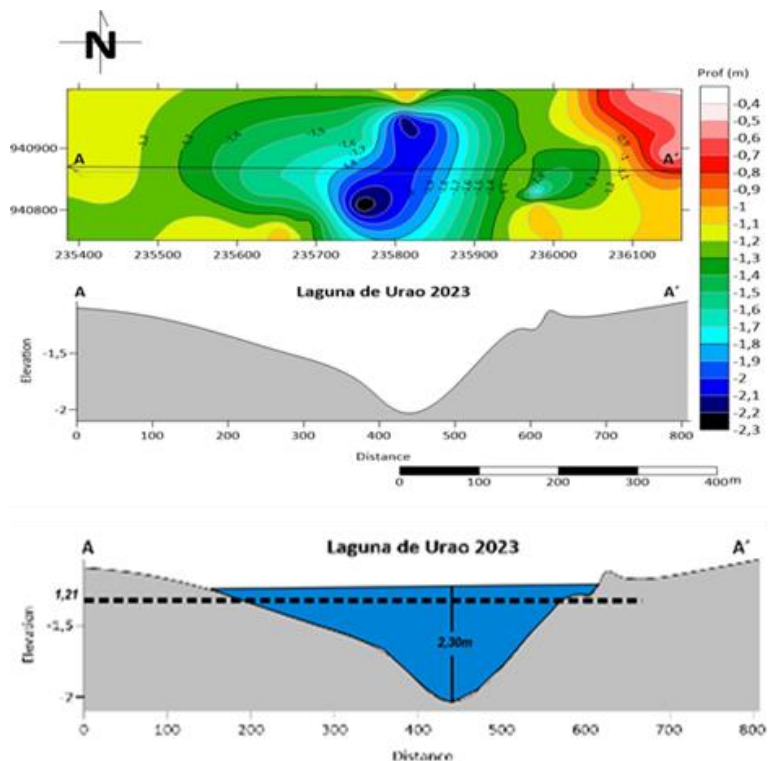 N
Prof (m)
-0,4
-0,5
-0,6
-0,7
-0,8
-0,9
-1
-1,1
-1,2
-1,3
-1,4
-1,5
-1,6
-1,7
-1,8
-1,9
-2
-2,1
-2,2
-2,3
940900
940800
A A´
235400 235500 235600 235700 235800 235900 236000 236100
A Laguna de Urao 2023 A´
Elevation
-1,5
-2
0 100 200 300 400 500 600 700 800
Distance
0 100 200 300 400m
A Laguna de Urao 2023 A´
1,21
-1,5
Elevation
2,30m
0 100 200 300 400 500 600 700 800
Distance